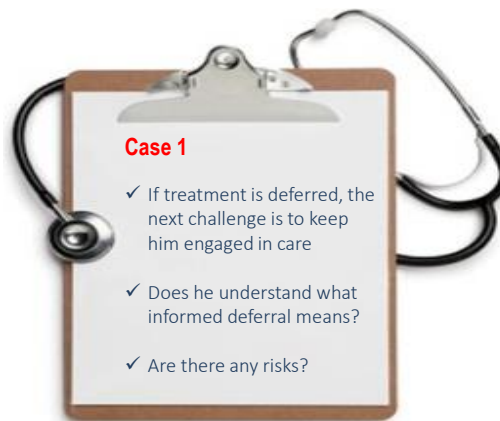 Case 1
✓ If treatment is deferred, the
next challenge is to keep
him engaged in care
✓ Does he understand what
informed deferral means?
✓ Are there any risks?